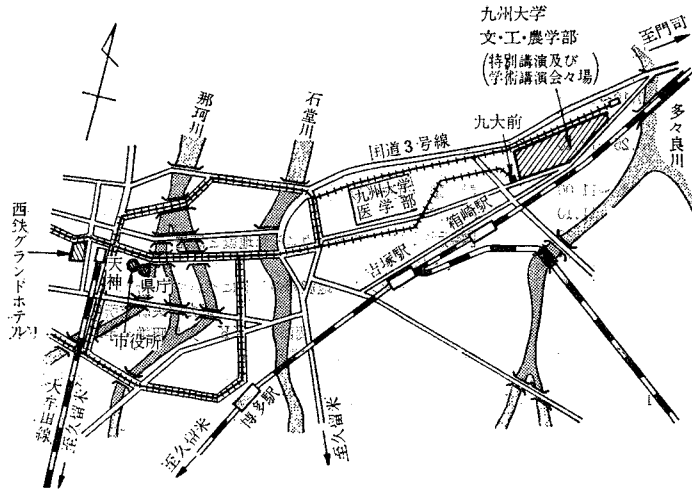 九州大学
文・工・農学部
(特別講演及び
学術講演会々場)
至門司
多々良川
九大前
国道3号線
石堂川
那珂川
九州大学
医学部
箱崎駅
吉塚駅
西鉄グランドホテル
天神
県庁
市役所
博多駅
大牟田線
至久留米
至久留米
至久留米